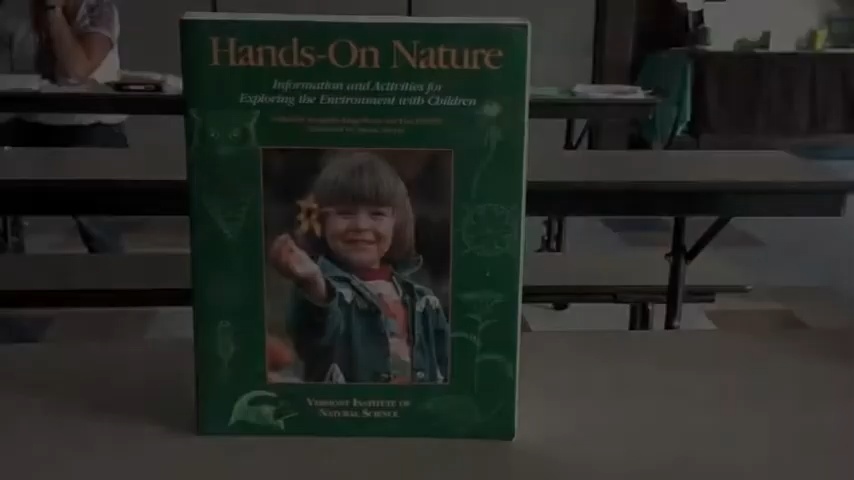 Hands-On Nature
Information and Activities for
Exploring the Environment with Children
VERMONT INSTITUTE OF
NATURAL SCIENCE